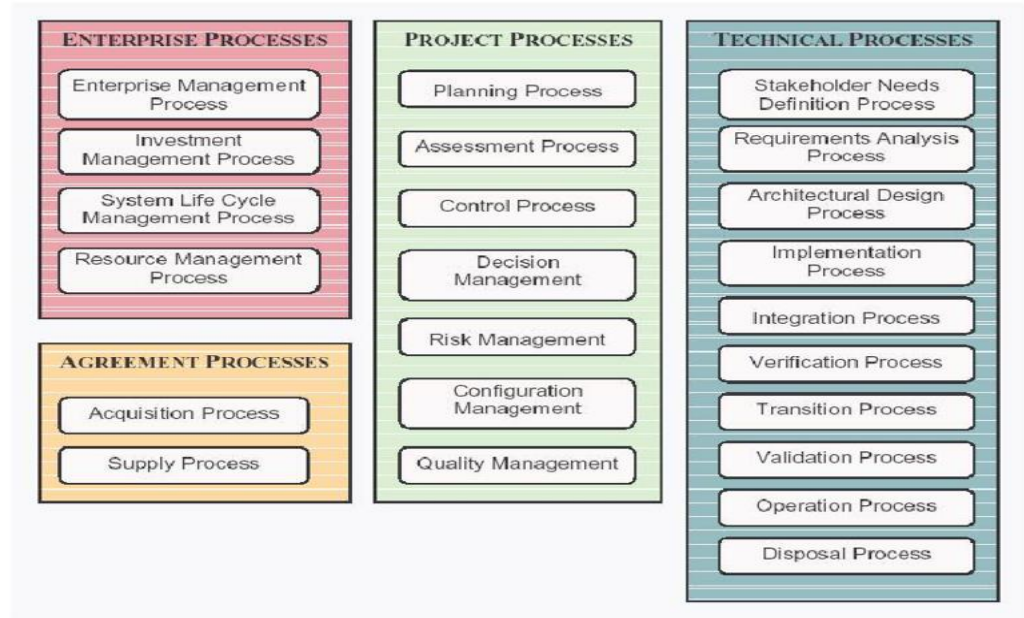 ENTERPRISE PROCESSES
Enterprise Management
Process
Investment
Management Process
System Life Cycle
Management Process
Resource Management
Process
AGREEMENT PROCESSES
Acquisition Process
Supply Process
PROJECT PROCESSES
Planning Process
Assessment Process
Control Process
Decision
Management
Risk Management
Configuration
Management
Quality Management
TECHNICAL PROCESSES
Stakeholder Needs
Definition Process
Requirements Analysis
Process
Architectural Design
Process
Implementation
Process
Integration Process
Verification Process
Transition Process
Validation Process
Operation Process
Disposal Process